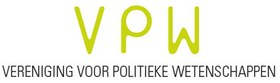 VPW
VERENIGING VOOR POLITIEKE WETENSCHAPPEN